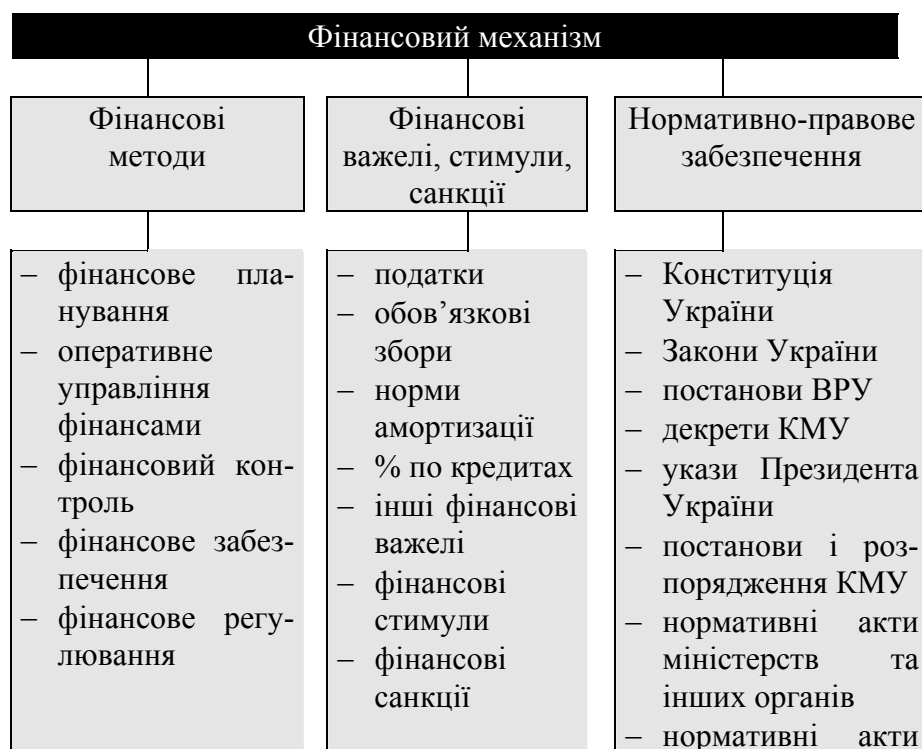 Фінансовий механізм
Фінансові
методи
Фінансові
важелі, стимули,
санкції
Нормативно-правове
забезпечення
– фінансове пла-
нування
– оперативне
управління
фінансами
– фінансовий кон-
троль
– фінансове забез-
печення
– фінансове регу-
лювання
– податки
– обов’язкові
збори
– норми
амортизації
– % по кредитах
– інші фінансові
важелі
– фінансові
стимули
– фінансові
санкції
– Конституція
України
– Закони України
– постанови ВРУ
– декрети КМУ
– укази Президента
України
– постанови і роз-
порядження КМУ
– нормативні акти
міністерств та
інших органів
– нормативні акти